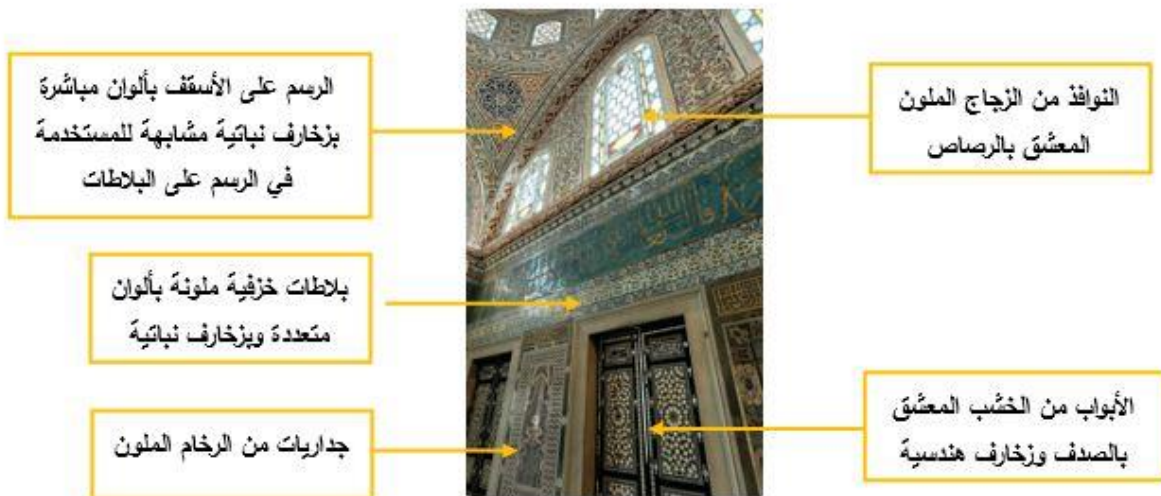 الرسم على الأسقف بألوان مباشرة
بزخارف نباتية مشابهة للمستخدمة
في الرسم على البلاطات
النوافذ من الزجاج الملون
المعشق بالرصاص
بلاطات خزفية ملونة بألوان
متعددة وبزخارف نباتية
الأبواب من الخشب المعشق
بالصدف وزخارف هندسية
جداريات من الرخام الملون